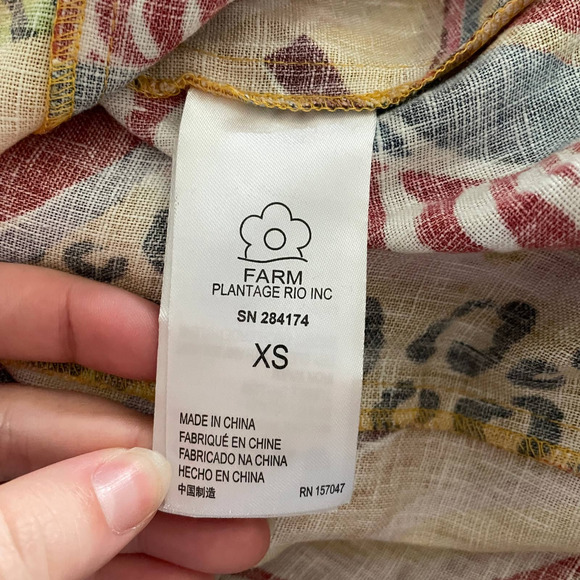 FARM
PLANTAGE RIO INC
SN 284174
XS
MADE IN CHINA
FABRIQUÉ EN CHINE
FABRICADO NA CHINA
HECHO EN CHINA
中国制造
RN 157047